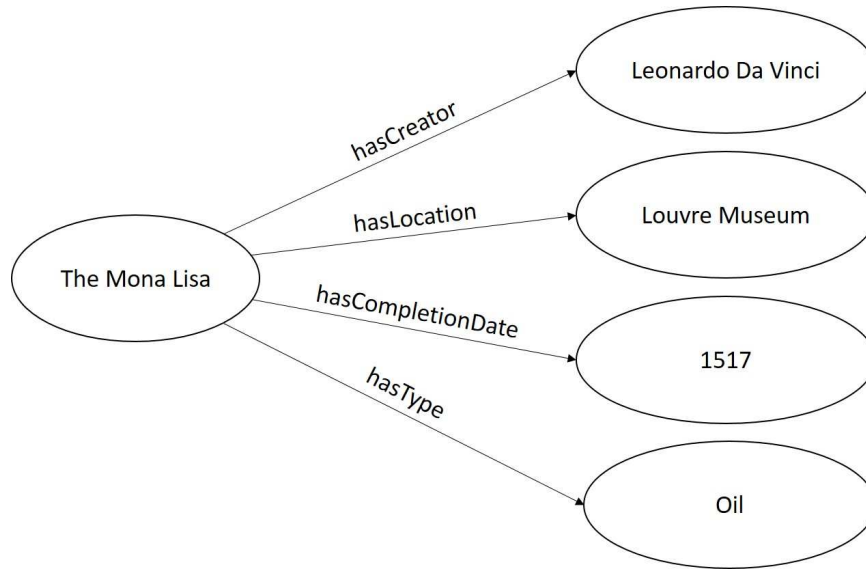 Leonardo Da Vinci
hasCreator
hasLocation
Louvre Museum
The Mona Lisa
hasCompletionDate
1517
hasType
Oil